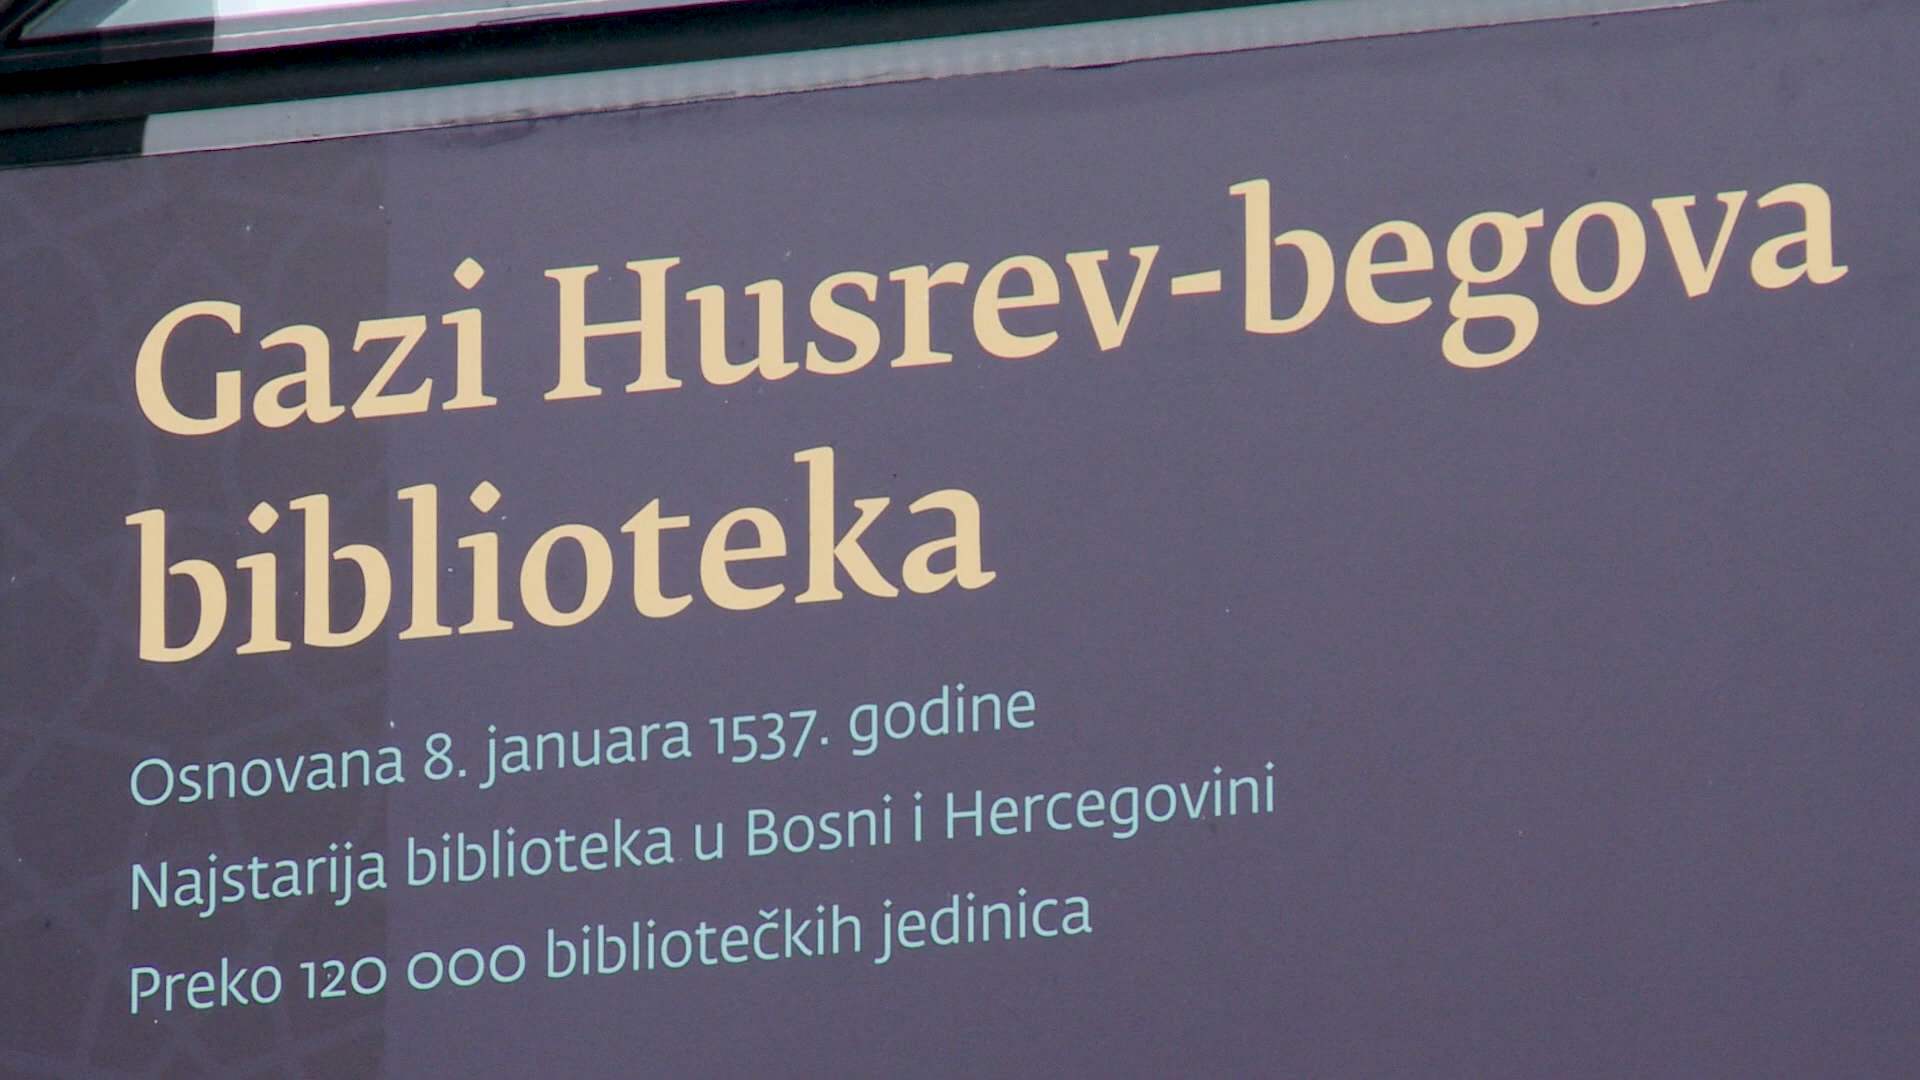 Gazi Husrev-begova
biblioteka
Osnovana 8. januara 1537. godine
Najstarija biblioteka u Bosni i Hercegovini
Preko 120 000 bibliotečkih jedinica